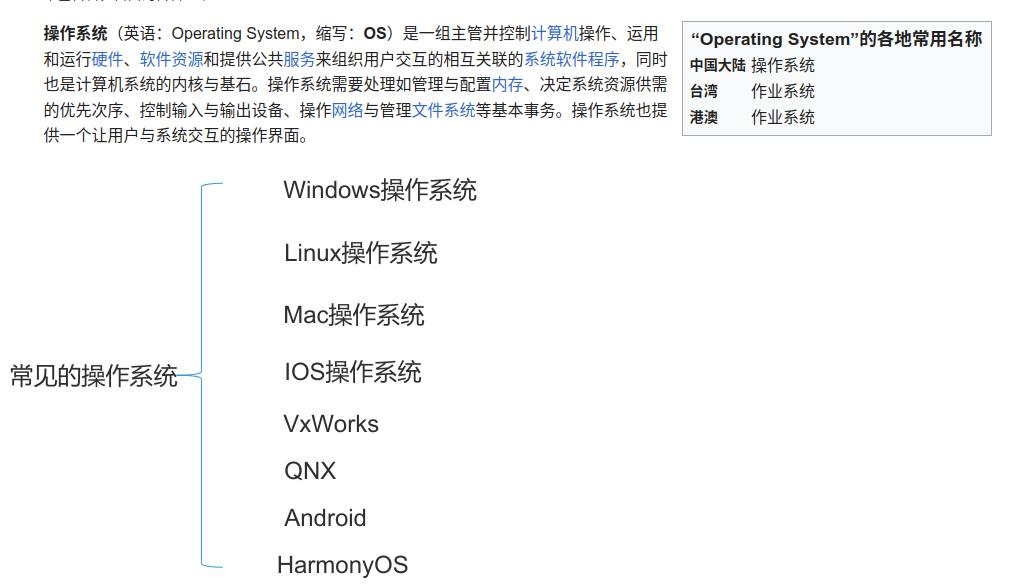 操作系统（英语：Operating System，缩写：OS）是一组主管并控制计算机操作、运用
和运行硬件、软件资源和提供公共服务来组织用户交互的相互关联的系统软件程序，同时
也是计算机系统的内核与基石。操作系统需要处理如管理与配置内存、决定系统资源供需
的优先次序、控制输入与输出设备、操作网络与管理文件系统等基本事务。操作系统也提
供一个让用户与系统交互的操作界面。
“Operating System”的各地常用名称
中国大陆 操作系统
台湾 作业系统
港澳 作业系统
常见的操作系统
Windows操作系统
Linux操作系统
Mac操作系统
IOS操作系统
VxWorks
QNX
Android
HarmonyOS